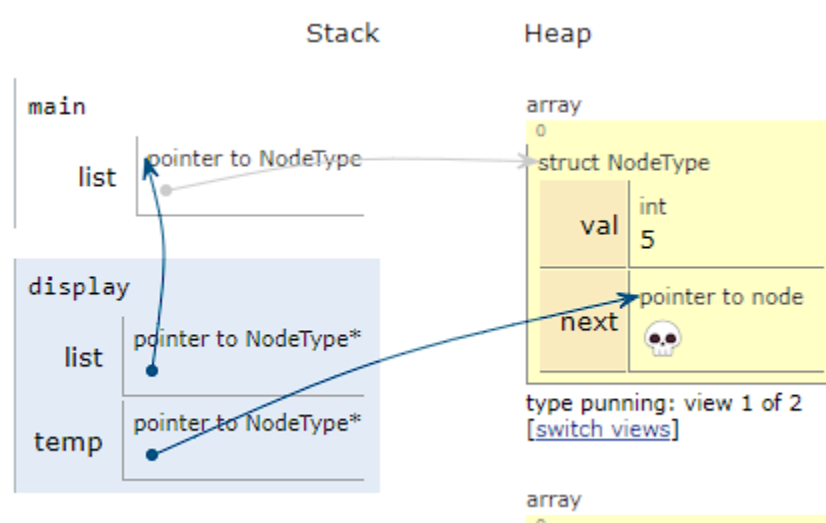 Stack Heap
main
list
pointer to NodeType
display
list
pointer to NodeType*
temp
pointer to NodeType*
array
0
struct NodeType
val
int
5
next
pointer to node
type punning: view 1 of 2
[switch views]
array